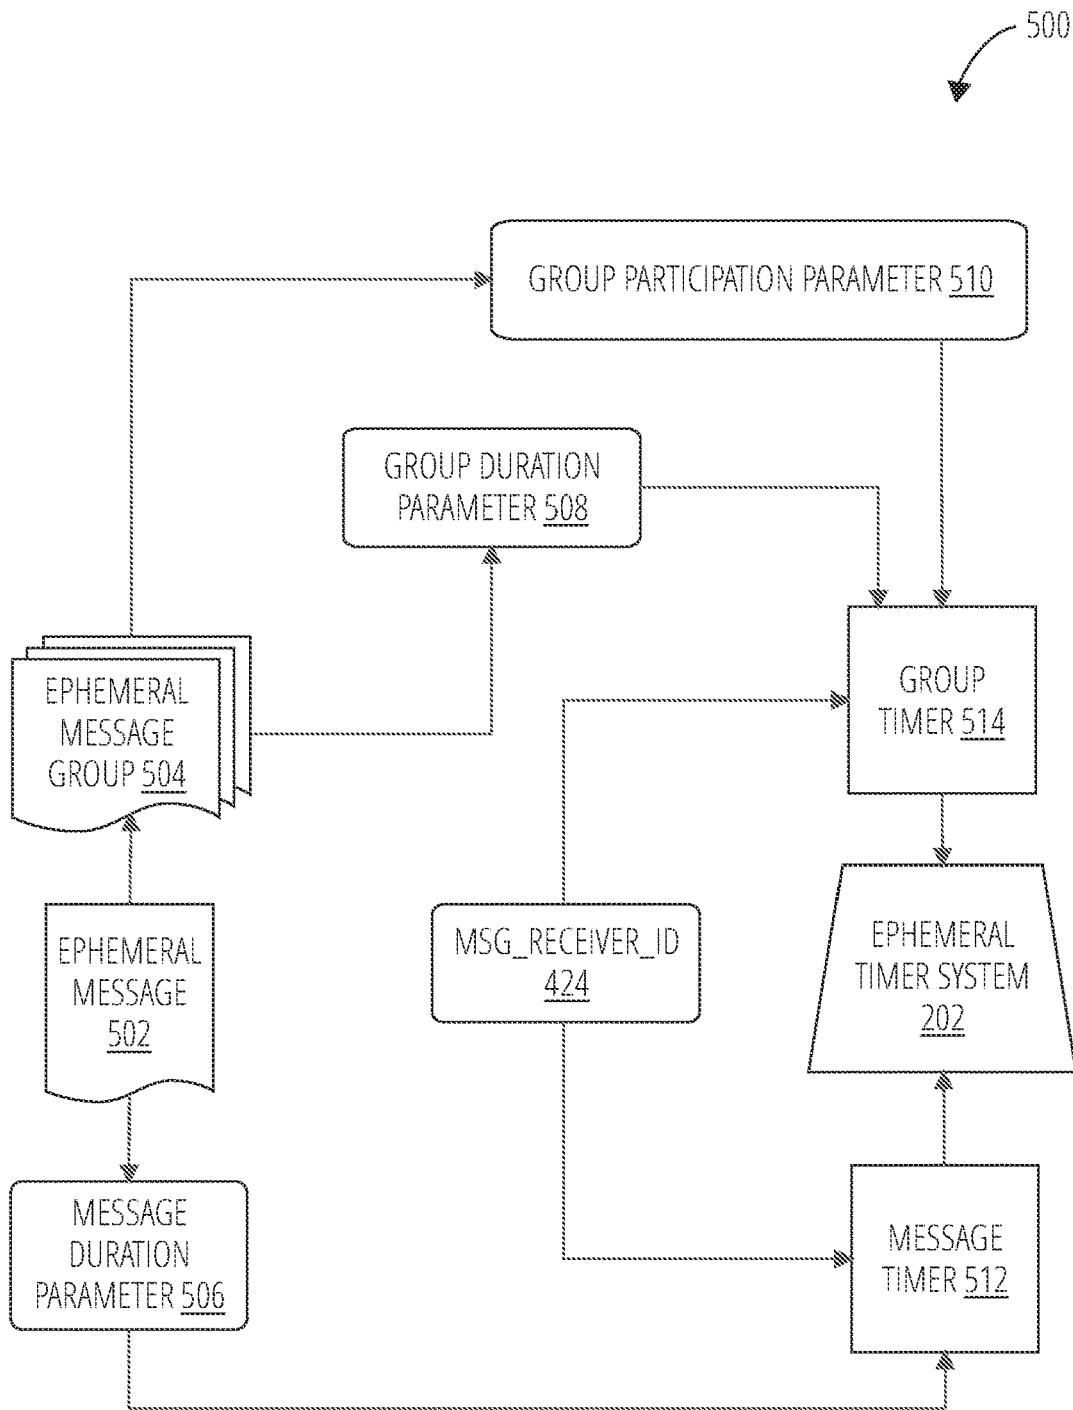 500
GROUP PARTICIPATION PARAMETER 510
GROUP DURATION
PARAMETER 508
EPHEMERAL
MESSAGE
GROUP 504
GROUP
TIMER 514
EPHEMERAL
MESSAGE
502
MSG_RECEIVER_ID
424
EPHEMERAL
TIMER SYSTEM
202
MESSAGE
DURATION
PARAMETER 506
MESSAGE
TIMER 512